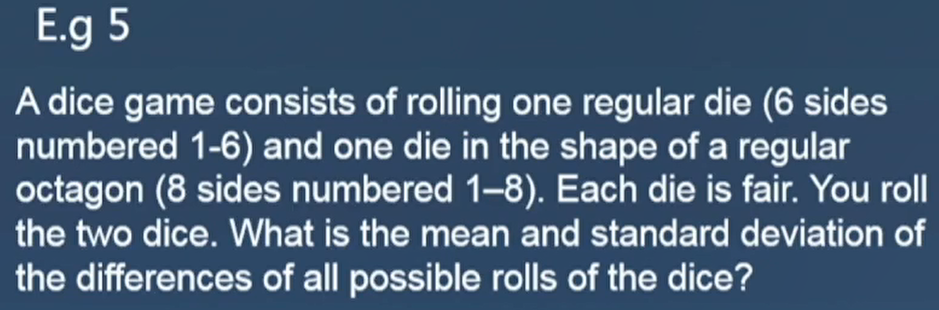 E.g 5
A dice game consists of rolling one regular die (6 sides
numbered 1-6) and one die in the shape of a regular
octagon (8 sides numbered 1–8). Each die is fair. You roll
the two dice. What is the mean and standard deviation of
the differences of all possible rolls of the dice?